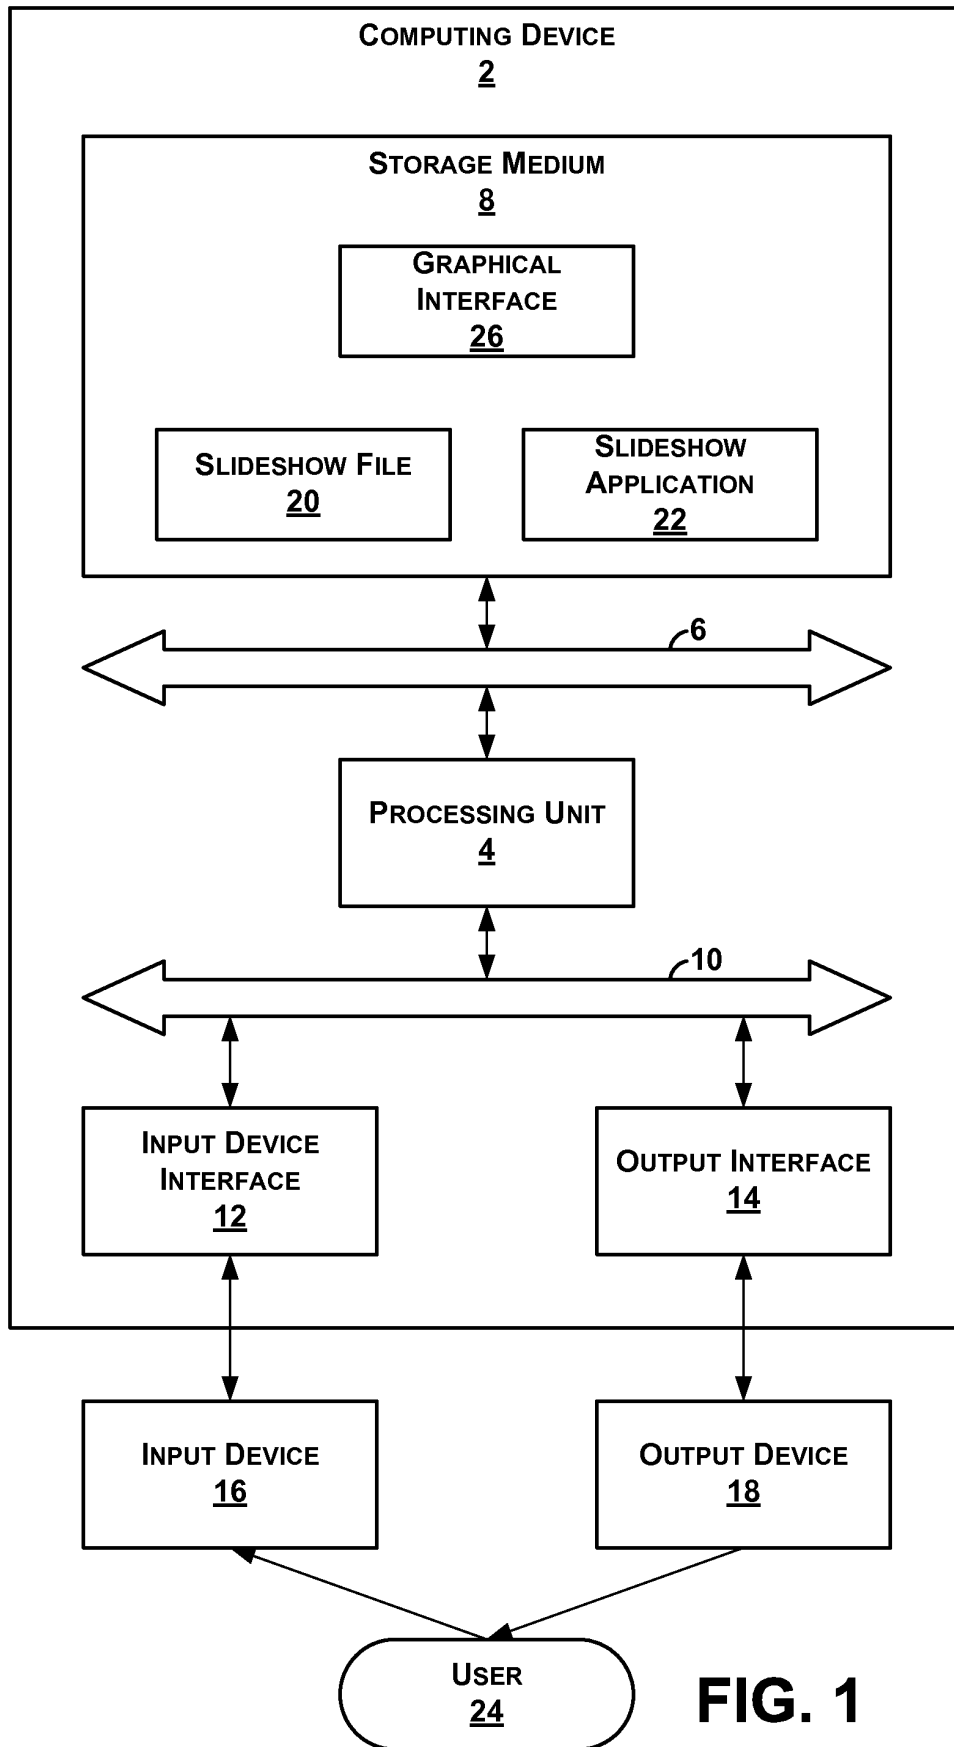 COMPUTING DEVICE
2
STORAGE MEDIUM
8
GRAPHICAL
INTERFACE
26
SLIDESHOW FILE
20
SLIDESHOW
APPLICATION
22
6
PROCESSING UNIT
4
10
INPUT DEVICE
INTERFACE
12
OUTPUT INTERFACE
14
INPUT DEVICE
16
OUTPUT DEVICE
18
USER
24
FIG. 1